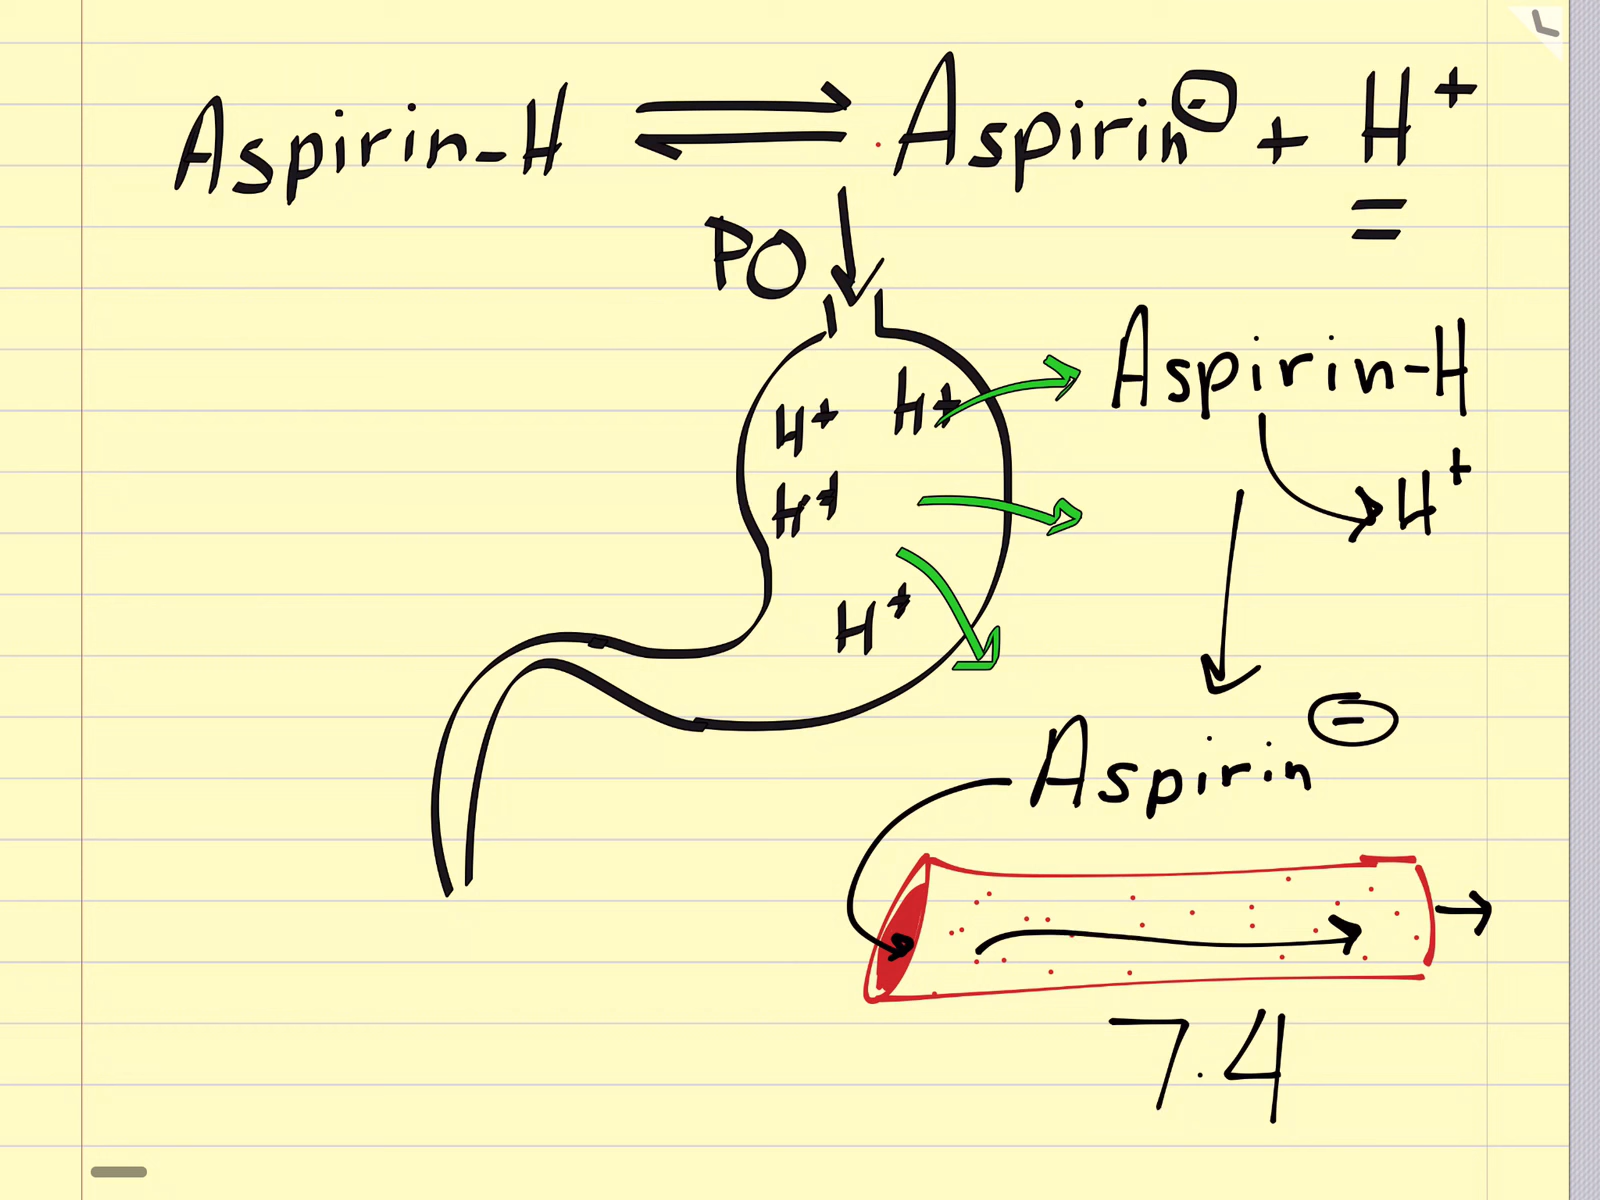 Aspirin-H ⇌ Aspirin⊖ + H⁺
PO
H⁺ H⁺
H⁺
H⁺
Aspirin-H
H⁺
Aspirin⊖
7.4